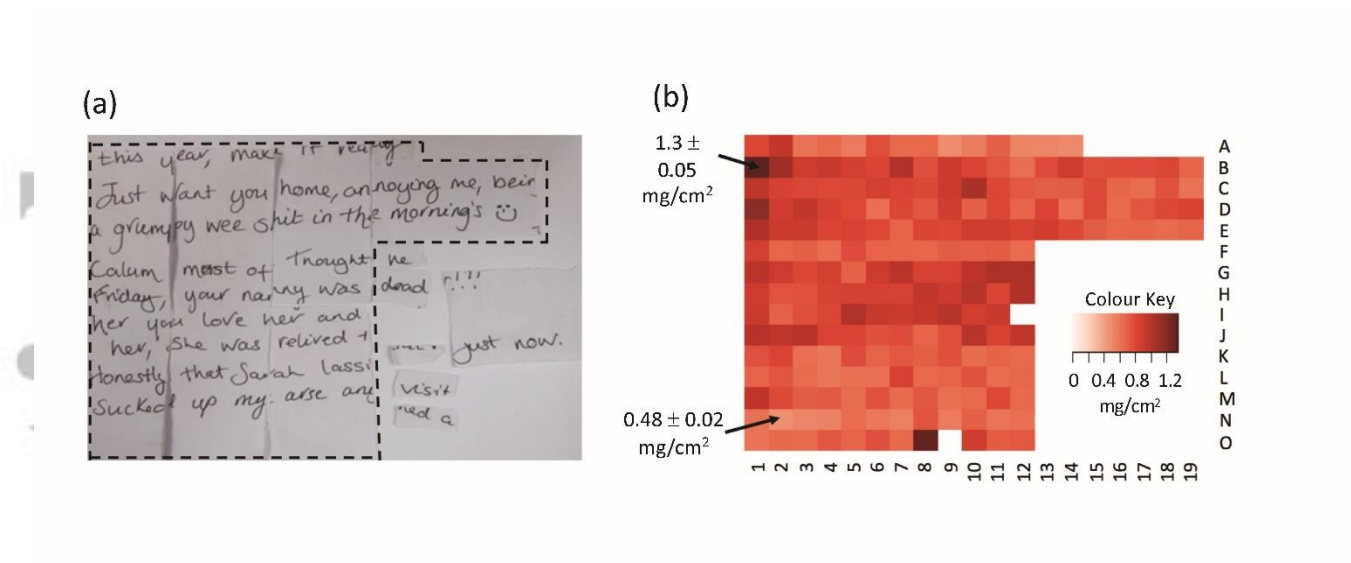 (a)
this year, make it really
Just want you home, annoying me, bein
a grumpy wee shit in the morning's
Calum most of Thought he
Friday, your nanny was dead r!!!
her you love her and
her, She was relived +
just now.
Honestly that Sarah lassi
visit
Sucked up my arse and
ned a
(b)
1.3 ±
0.05
mg/cm²
0.48 ± 0.02
mg/cm²
A
B
C
D
E
F
G
H
I
J
K
L
M
N
O
1 2 3 4 5 6 7 8 9 10 11 12 13 14 15 16 17 18 19
Colour Key
0 0.4 0.8 1.2
mg/cm²